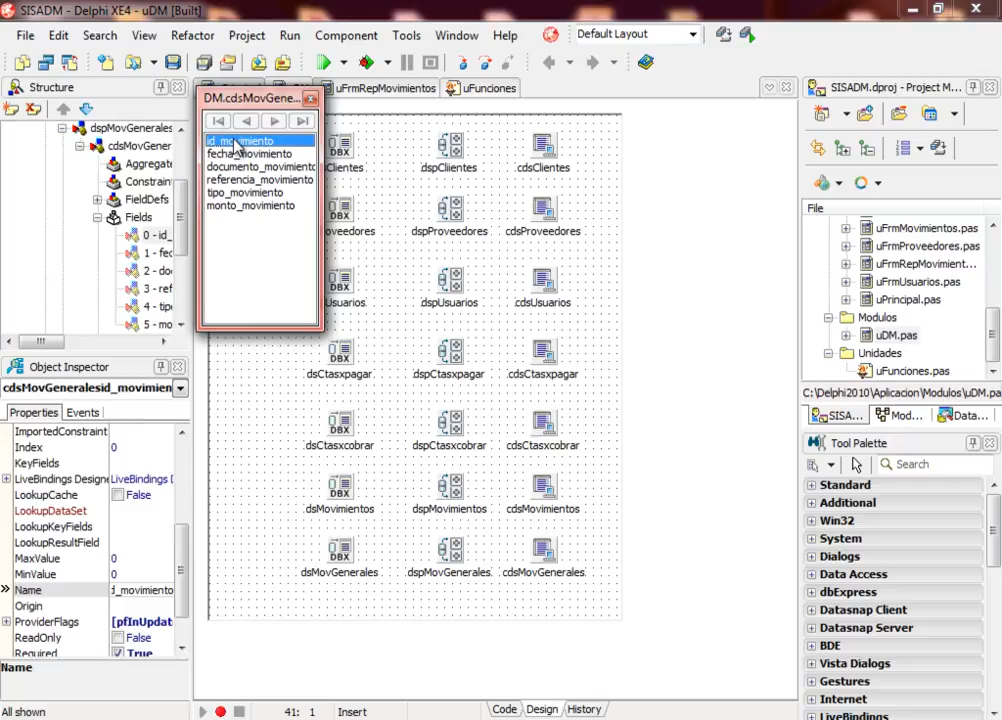 SISADM - Delphi XE4 - uDM [Built]
File Edit Search View Refactor Project Run Component Tools Window Help Default Layout
Structure
uFrmRepMovimientos uFunciones
SISADM.dproj - Project M...
DM.cdsMovGene...
dspMovGenerales
cdsMovGener
Aggregate
Constrain
FieldDefs
Fields
0 - id_
1 - fec
2 - do
3 - ref
4 - tip
5 - mo
id_movimiento
fecha_movimiento
documento_movimiento
referencia_movimiento
tipo_movimiento
monto_movimiento
dspClientes cdsClientes
dspProveedores cdsProveedores
dspUsuarios cdsUsuarios
dsCtasxpagar dspCtasxpagar cdsCtasxpagar
dsCtasxcobrar dspCtasxcobrar cdsCtasxcobrar
dsMovimientos dspMovimientos cdsMovimientos
dsMovGenerales dspMovGenerales cdsMovGenerales
File
uFrmMovimientos.pas
uFrmProveedores.pas
uFrmRepMovimient...
uFrmUsuarios.pas
uPrincipal.pas
Modulos
uDM.pas
Unidades
uFunciones.pas
C:\Delphi2010\Aplicacion\Modulos\uDM.pa
SISA... Mod... Data...
Object Inspector
cdsMovGeneralesid_movimien
Properties Events
ImportedConstraint
Index 0
KeyFields
LiveBindings Designe LiveBindings D
LookupCache False
LookupDataSet
LookupKeyFields
LookupResultField
MaxValue 0
MinValue 0
Name d_movimiento
Origin
ProviderFlags [pfInUpdat
ReadOnly False
Required True
Name
All shown
41: 1 Insert Code Design History
Tool Palette
Search
Standard
Additional
Win32
System
Dialogs
Data Access
dbExpress
Datasnap Client
Datasnap Server
BDE
Vista Dialogs
Gestures
Internet
LiveBindings